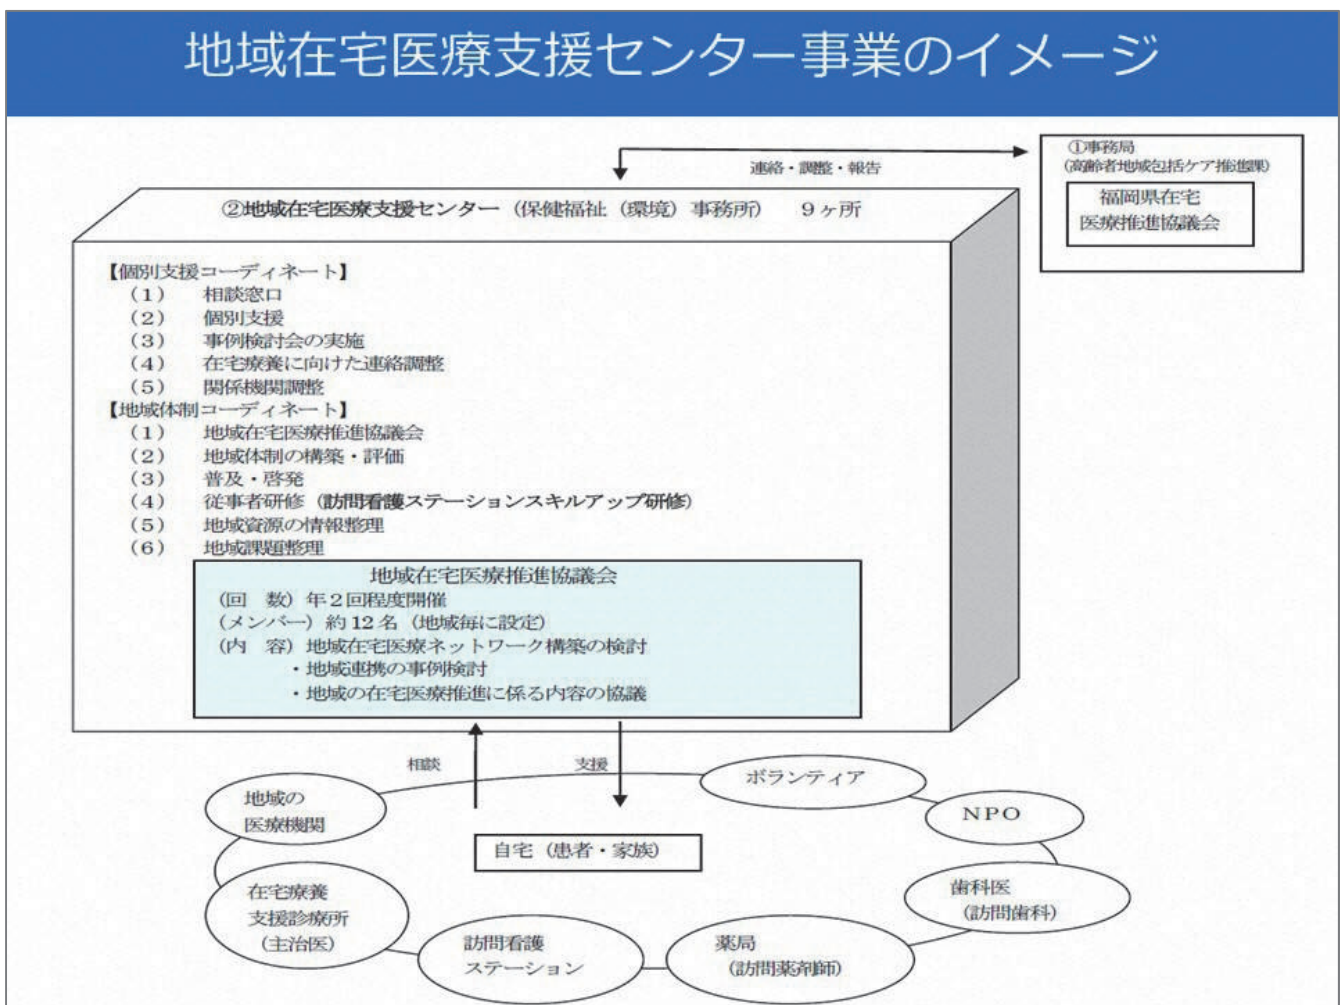 地域在宅医療支援センター事業のイメージ
連絡・調整・報告
①事務局
(高齢者地域包括ケア推進課)
福岡県在宅
医療推進協議会
②地域在宅医療支援センター（保健福祉（環境）事務所）　９ヶ所
【個別支援コーディネート】
（１）　相談窓口
（２）　個別支援
（３）　事例検討会の実施
（４）　在宅療養に向けた連絡調整
（５）　関係機関調整
【地域体制コーディネート】
（１）　地域在宅医療推進協議会
（２）　地域体制の構築・評価
（３）　普及・啓発
（４）　従事者研修（訪問看護ステーションスキルアップ研修）
（５）　地域資源の情報整理
（６）　地域課題整理
地域在宅医療推進協議会
（回　数）年２回程度開催
（メンバー）約12名（地域毎に設定）
（内　容）地域在宅医療ネットワーク構築の検討
・地域連携の事例検討
・地域の在宅医療推進に係る内容の協議
相談
支援
地域の
医療機関
ボランティア
ＮＰＯ
自宅（患者・家族）
在宅療養
支援診療所
（主治医）
訪問看護
ステーション
薬局
（訪問薬剤師）
歯科医
（訪問歯科）